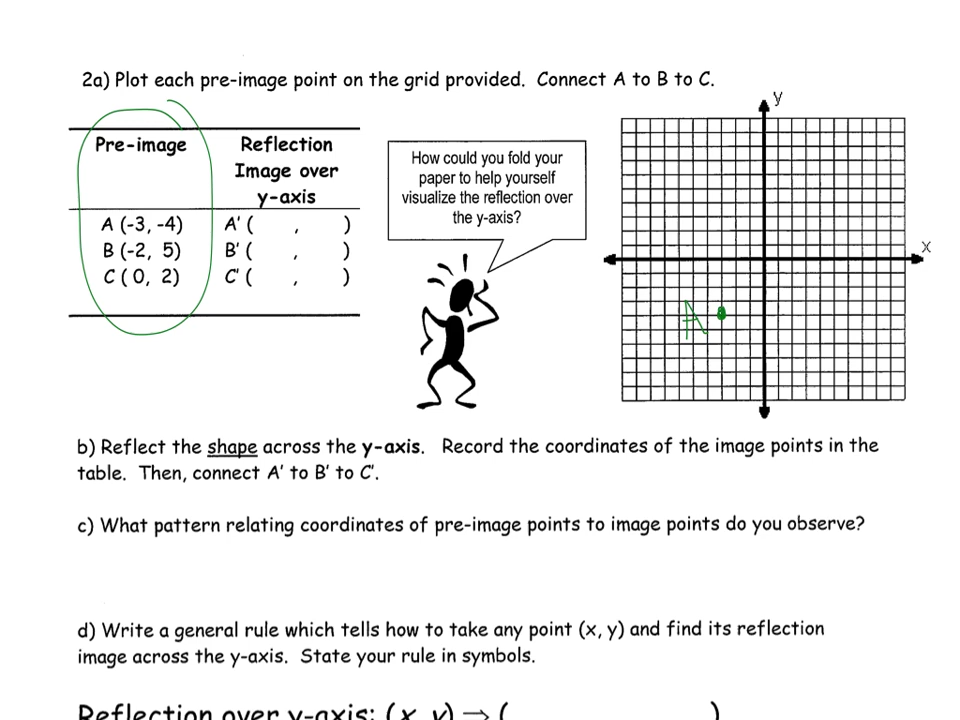 2a) Plot each pre-image point on the grid provided.  Connect A to B to C.
y
Pre-image
Reflection
Image over
y-axis
A (-3, -4)
A' (      ,      )
B (-2, 5)
B' (      ,      )
C (0, 2)
C' (      ,      )
How could you fold your
paper to help yourself
visualize the reflection over
the y-axis?
x
A
b) Reflect the shape across the y-axis.  Record the coordinates of the image points in the
table.  Then, connect A' to B' to C'.
c) What pattern relating coordinates of pre-image points to image points do you observe?
d) Write a general rule which tells how to take any point (x, y) and find its reflection
image across the y-axis.  State your rule in symbols.
Reflection over y-axis: (x, y) → (                    )